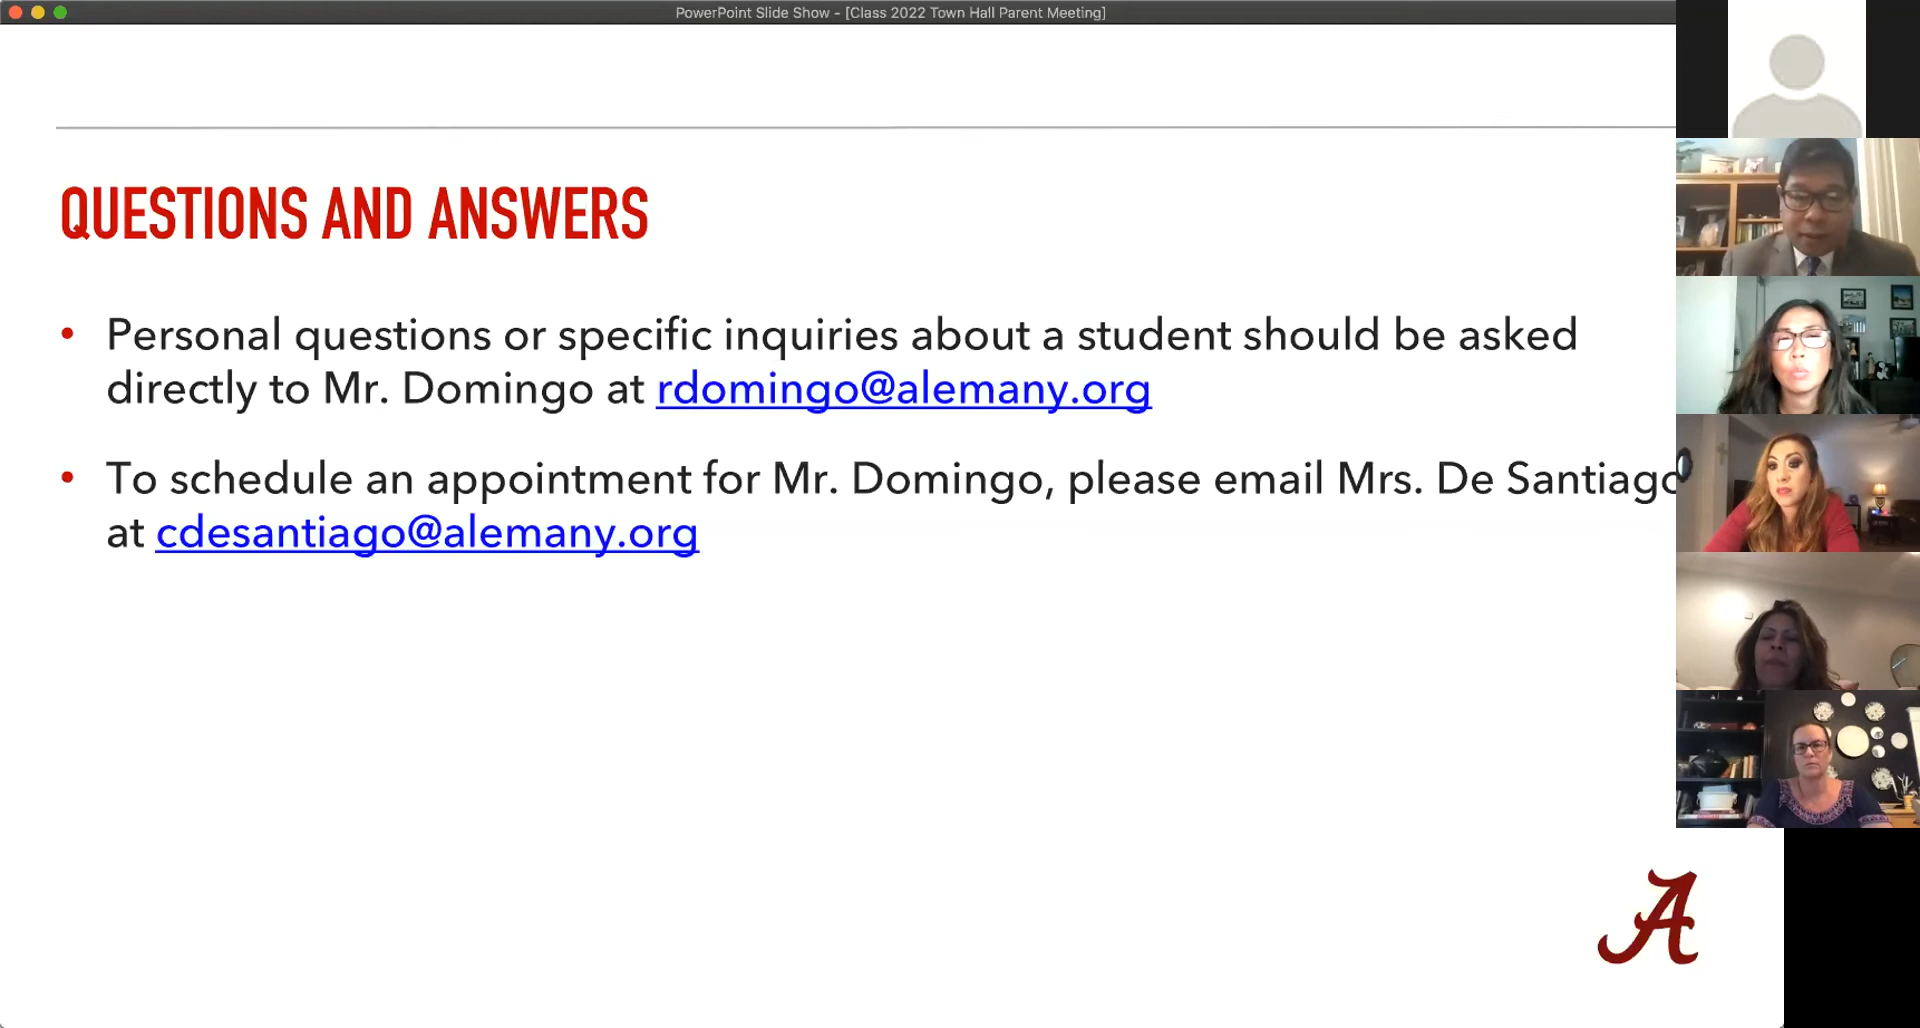 PowerPoint Slide Show - [Class 2022 Town Hall Parent Meeting]
QUESTIONS AND ANSWERS
• Personal questions or specific inquiries about a student should be asked
directly to Mr. Domingo at rdomingo@alemany.org
• To schedule an appointment for Mr. Domingo, please email Mrs. De Santiago
at cdesantiago@alemany.org
A